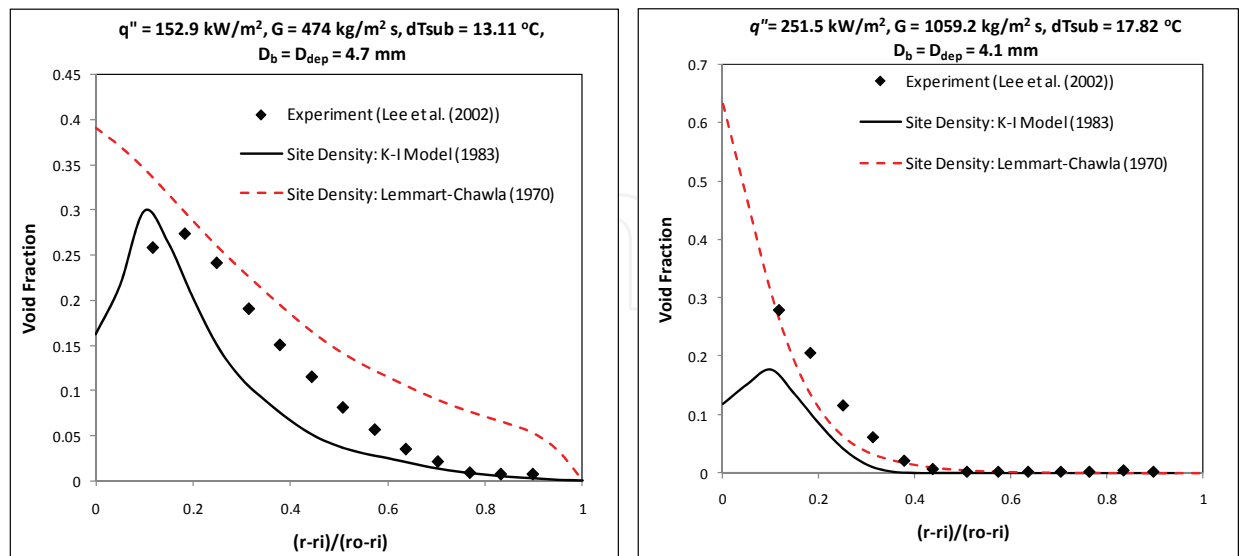 q" = 152.9 kW/m², G = 474 kg/m² s, dTsub = 13.11 °C,
D_b = D_dep = 4.7 mm
0.45
0.4
0.35
0.3
0.25
0.2
0.15
0.1
0.05
0
Void Fraction
Experiment (Lee et al. (2002))
Site Density: K-I Model (1983)
Site Density: Lemmart-Chawla (1970)
0 0.2 0.4 0.6 0.8 1
(r-ri)/(ro-ri)
q" = 251.5 kW/m², G = 1059.2 kg/m² s, dTsub = 17.82 °C
D_b = D_dep = 4.1 mm
0.7
0.6
0.5
0.4
0.3
0.2
0.1
0
Void Fraction
Experiment (Lee et al. (2002))
Site Density: K-I Model (1983)
Site Density: Lemmart-Chawla (1970)
0 0.2 0.4 0.6 0.8 1
(r-ri)/(ro-ri)